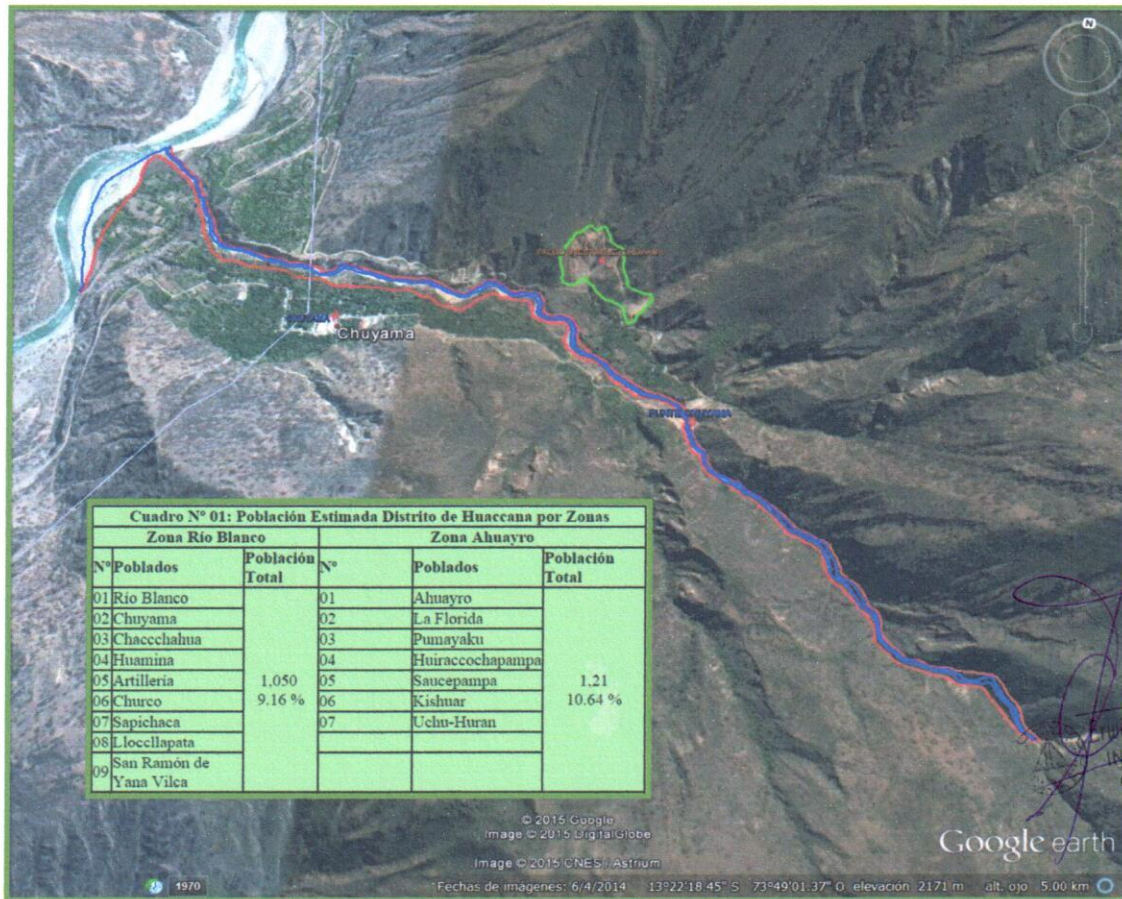 N
Chuyama
Cuadro Nº 01: Población Estimada Distrito de Huaccana por Zonas
Zona Río Blanco Zona Ahuayro
Nº Poblados Población Total Nº Poblados Población Total
01 Río Blanco 01 Ahuayro
02 Chuyama 02 La Florida
03 Chaccchahua 03 Pumayaku
04 Huamina 04 Huiraccochapampa
05 Artillería 1,050 05 Saucepampa 1,21
06 Churco 9.16 % 06 Kishuar 10.64 %
07 Sapichaca 07 Uchu-Huran
08 Lloccllapata
09 San Ramón de Yana Vilca
© 2015 Google
Image © 2015 DigitalGlobe
Image © 2015 CNES / Astrium
Google earth
1970
Fechas de imágenes: 6/4/2014 13°22'18.45" S 73°49'01.37" O elevación 2171 m alt. ojo 5.00 km